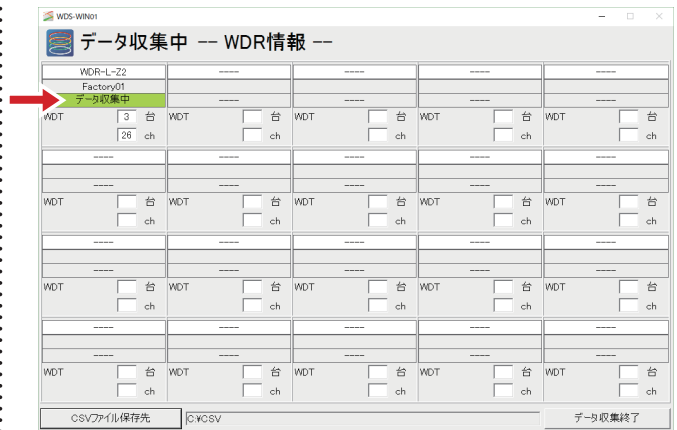 WDS-WIN01
データ収集中 -- WDR情報 --
WDR-L-Z2 ---- ---- ---- ----
Factory01
データ収集中 ---- ---- ---- ----
WDT 3 台 WDT 台 WDT 台 WDT 台 WDT 台
26 ch ch ch ch ch
---- ---- ---- ---- ----
---- ---- ---- ---- ----
WDT 台 WDT 台 WDT 台 WDT 台 WDT 台
ch ch ch ch ch
---- ---- ---- ---- ----
---- ---- ---- ---- ----
WDT 台 WDT 台 WDT 台 WDT 台 WDT 台
ch ch ch ch ch
---- ---- ---- ---- ----
---- ---- ---- ---- ----
WDT 台 WDT 台 WDT 台 WDT 台 WDT 台
ch ch ch ch ch
CSVファイル保存先 C:¥CSV データ収集終了